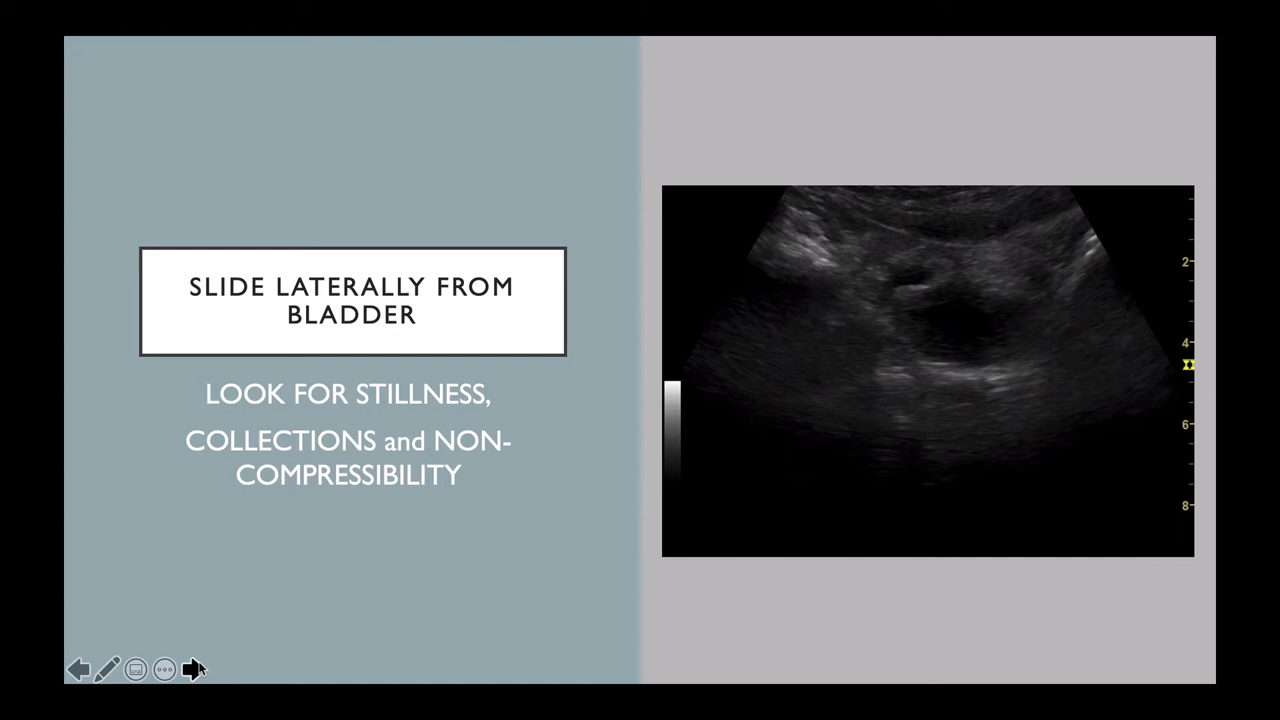 SLIDE LATERALLY FROM
BLADDER
LOOK FOR STILLNESS,
COLLECTIONS and NON-
COMPRESSIBILITY
2
4
6
8